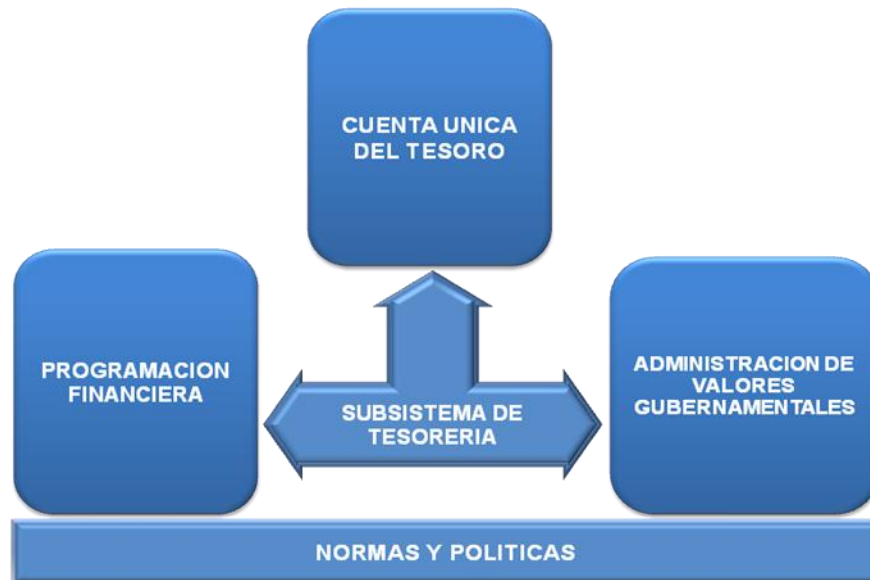 CUENTA UNICA
DEL TESORO
PROGRAMACION
FINANCIERA
SUBSISTEMA DE
TESORERIA
ADMINISTRACION DE
VALORES
GUBERNAMENTALES
NORMAS Y POLITICAS